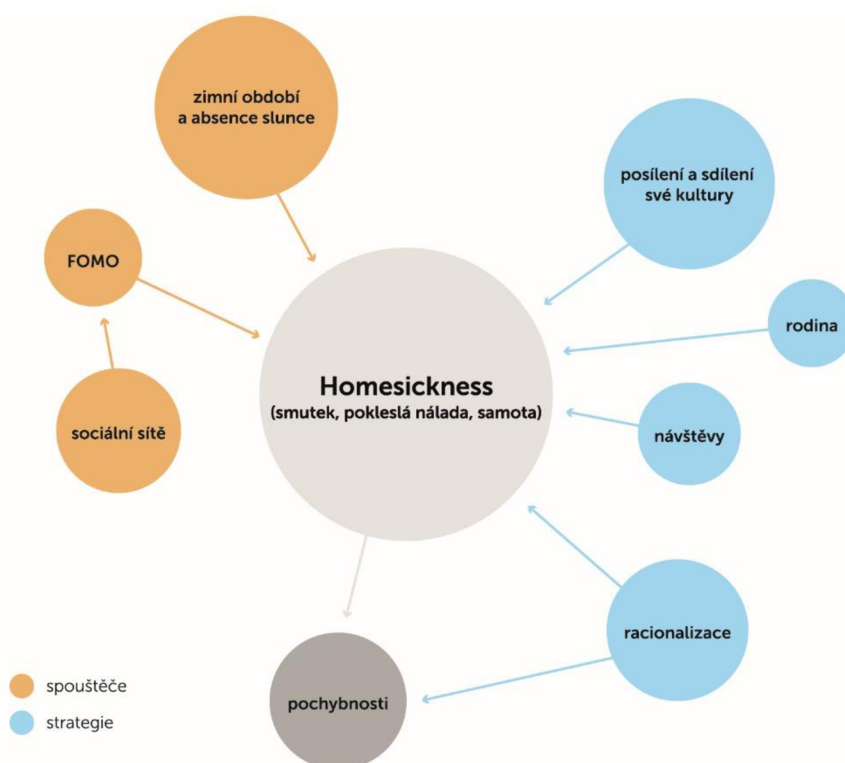 zimní období
a absence slunce
posílení a sdílení
své kultury
FOMO
rodina
Homesickness
(smutek, pokleslá nálada, samota)
sociální sítě
návštěvy
racionalizace
pochybnosti
spouštěče
strategie